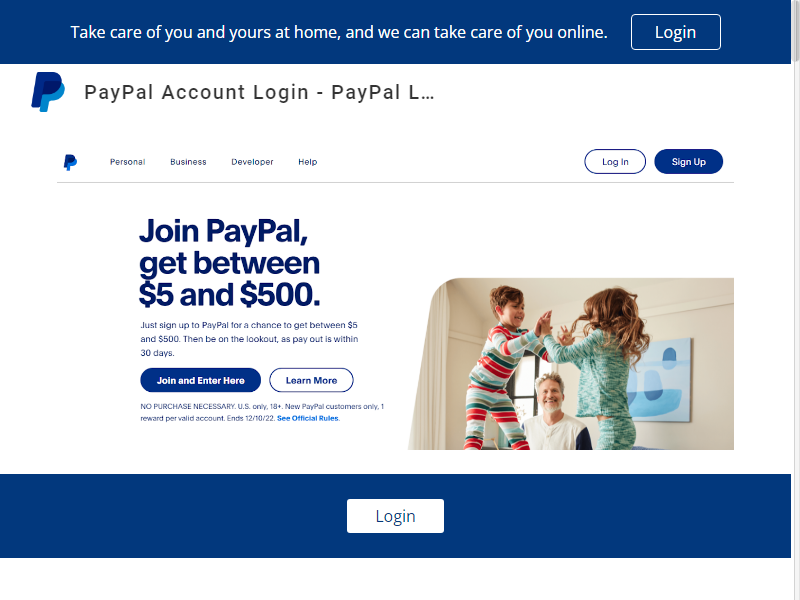 Take care of you and yours at home, and we can take care of you online.
Login
PayPal Account Login - PayPal L...
Personal Business Developer Help
Log In Sign Up
Join PayPal,
get between
$5 and $500.
Just sign up to PayPal for a chance to get between $5
and $500. Then be on the lookout, as pay out is within
30 days.
Join and Enter Here Learn More
NO PURCHASE NECESSARY. U.S. only, 18+. New PayPal customers only, 1
reward per valid account. Ends 12/10/22. See Official Rules.
Login